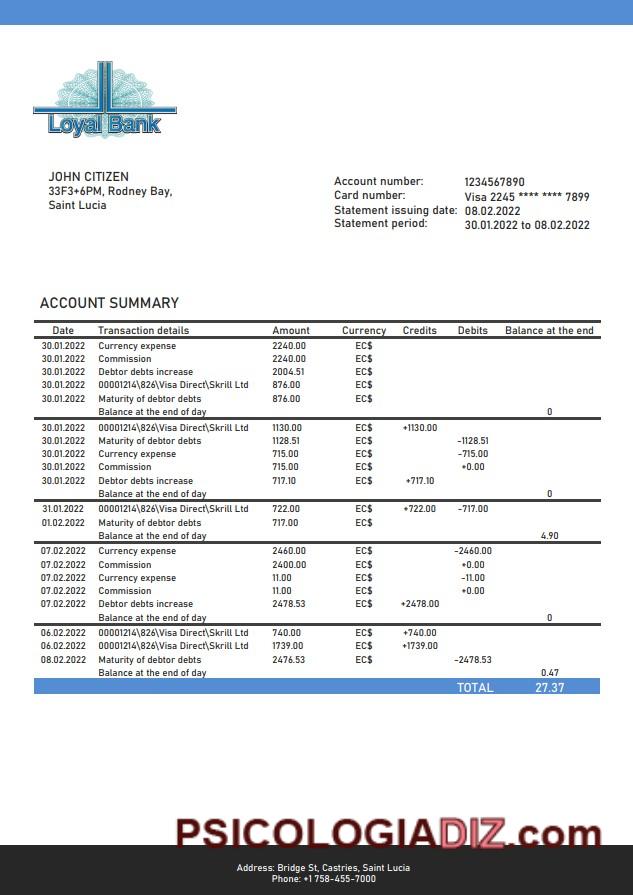 Loyal Bank
JOHN CITIZEN
33F3+6PM, Rodney Bay,
Saint Lucia
Account number: 1234567890
Card number: Visa 2245 **** **** 7899
Statement issuing date: 08.02.2022
Statement period: 30.01.2022 to 08.02.2022
ACCOUNT SUMMARY
Date Transaction details Amount Currency Credits Debits Balance at the end
30.01.2022 Currency expense 2240.00 EC$
30.01.2022 Commission 2240.00 EC$
30.01.2022 Debtor debts increase 2004.51 EC$
30.01.2022 00001214\826\Visa Direct\Skrill Ltd 876.00 EC$
30.01.2022 Maturity of debtor debts 876.00 EC$
Balance at the end of day 0
30.01.2022 00001214\826\Visa Direct\Skrill Ltd 1130.00 EC$ +1130.00
30.01.2022 Maturity of debtor debts 1128.51 EC$ -1128.51
30.01.2022 Currency expense 715.00 EC$ -715.00
30.01.2022 Commission 715.00 EC$ +0.00
30.01.2022 Debtor debts increase 717.10 EC$ +717.10
Balance at the end of day 0
31.01.2022 00001214\826\Visa Direct\Skrill Ltd 722.00 EC$ +722.00 -717.00
01.02.2022 Maturity of debtor debts 717.00 EC$
Balance at the end of day 4.90
07.02.2022 Currency expense 2460.00 EC$ -2460.00
07.02.2022 Commission 2400.00 EC$ +0.00
07.02.2022 Currency expense 11.00 EC$ -11.00
07.02.2022 Commission 11.00 EC$ +0.00
07.02.2022 Debtor debts increase 2478.53 EC$ +2478.00
Balance at the end of day 0
06.02.2022 00001214\826\Visa Direct\Skrill Ltd 740.00 EC$ +740.00
06.02.2022 00001214\826\Visa Direct\Skrill Ltd 1739.00 EC$ +1739.00
08.02.2022 Maturity of debtor debts 2476.53 EC$ -2478.53
Balance at the end of day 0.47
TOTAL 27.37
PSICOLOGIADIZ.com
Address: Bridge St, Castries, Saint Lucia
Phone: +1 758-455-7000